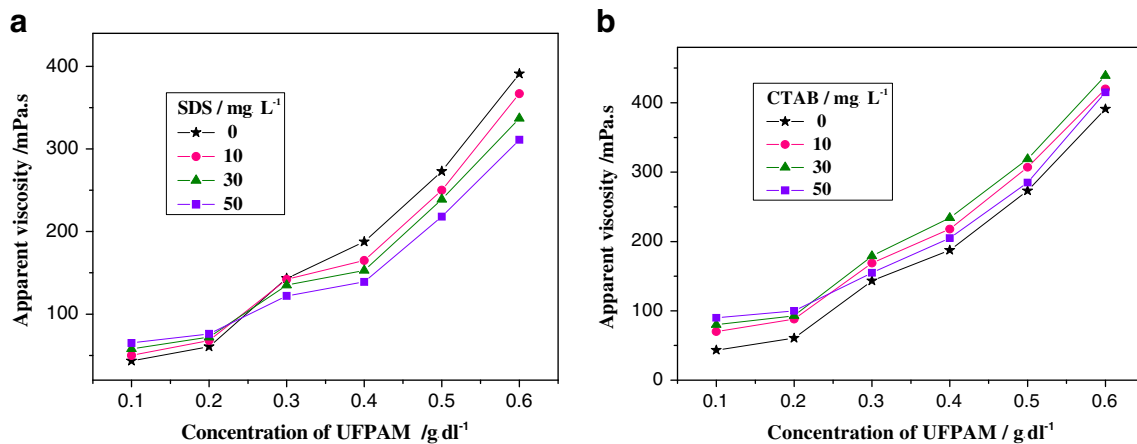 a
Apparent viscosity /mPa.s
400
300
200
100
SDS / mg L-1
0
10
30
50
0.1 0.2 0.3 0.4 0.5 0.6
Concentration of UFPAM /g dl-1
b
Apparent viscosity /mPa.s
400
300
200
100
0
CTAB / mg L-1
0
10
30
50
0.1 0.2 0.3 0.4 0.5 0.6
Concentration of UFPAM / g dl-1